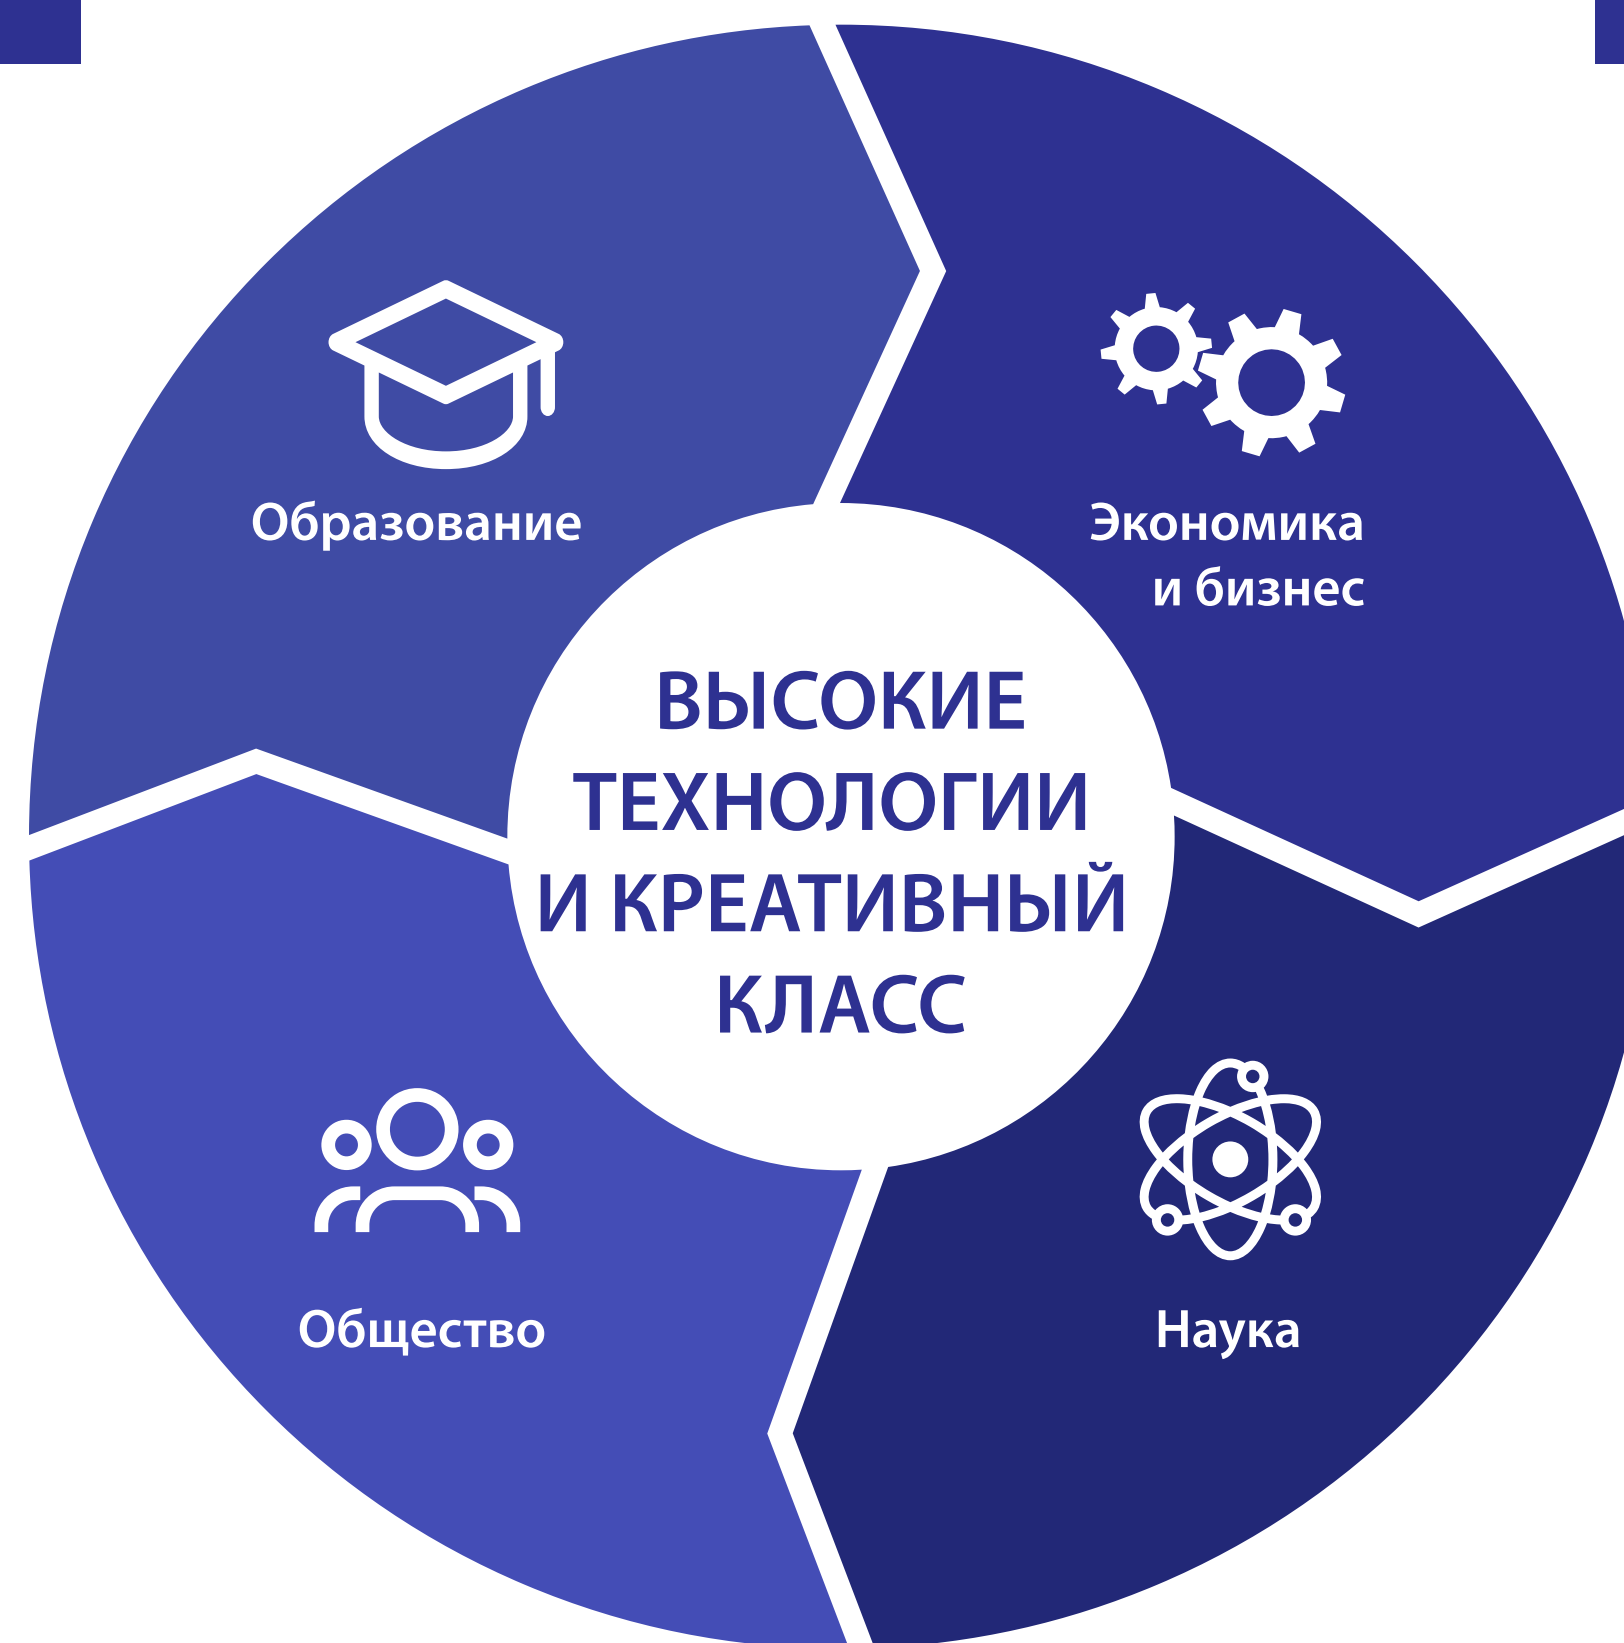 Образование
Экономика
и бизнес
ВЫСОКИЕ
ТЕХНОЛОГИИ
И КРЕАТИВНЫЙ
КЛАСС
Общество
Наука